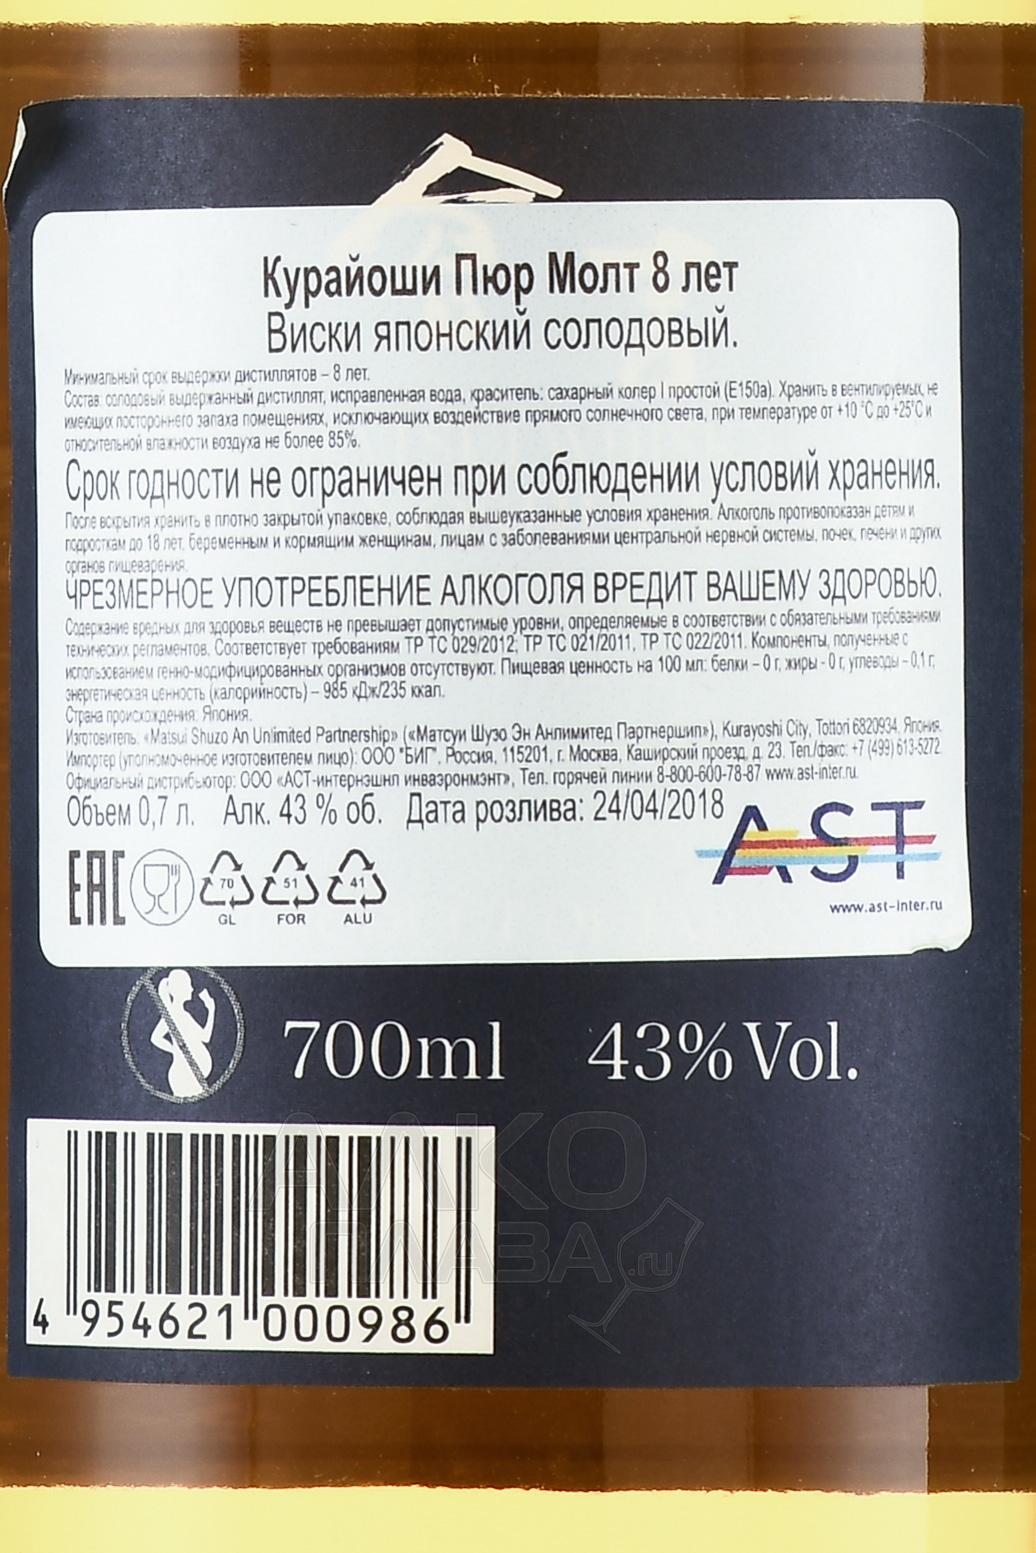 Курайоши Пюр Молт 8 лет
Виски японский солодовый.
Минимальный срок выдержки дистиллятов – 8 лет.
Состав: солодовый выдержанный дистиллят, исправленная вода, краситель: сахарный колер I простой (Е150а). Хранить в вентилируемых, не
имеющих постороннего запаха помещениях, исключающих воздействие прямого солнечного света, при температуре от +10 °С до +25°С и
относительной влажности воздуха не более 85%.
Срок годности не ограничен при соблюдении условий хранения.
После вскрытия хранить в плотно закрытой упаковке, соблюдая вышеуказанные условия хранения. Алкоголь противопоказан детям и
подросткам до 18 лет, беременным и кормящим женщинам, лицам с заболеваниями центральной нервной системы, почек, печени и других
органов пищеварения.
ЧРЕЗМЕРНОЕ УПОТРЕБЛЕНИЕ АЛКОГОЛЯ ВРЕДИТ ВАШЕМУ ЗДОРОВЬЮ.
Содержание вредных для здоровья веществ не превышает допустимые уровни, определяемые в соответствии с обязательными требованиями
технических регламентов. Соответствует требованиям ТР ТС 029/2012; ТР ТС 021/2011, ТР ТС 022/2011. Компоненты, полученные с
использованием генно-модифицированных организмов отсутствуют. Пищевая ценность на 100 мл: белки – 0 г, жиры - 0 г, углеводы – 0,1 г;
энергетическая ценность (калорийность) – 985 кДж/235 ккал.
Страна происхождения: Япония.
Изготовитель: «Matsui Shuzo An Unlimited Partnership» («Матсуи Шузо Эн Анлимитед Партнершип»), Kurayoshi City, Tottori 6820934, Япония.
Импортер (уполномоченное изготовителем лицо): ООО "БИГ", Россия, 115201, г. Москва, Каширский проезд, д. 23. Тел./факс: +7 (499) 613-5272.
Официальный дистрибьютор: ООО «АСТ-интернэшнл инваэронмэнт», Тел. горячей линии 8-800-600-78-87 www.ast-inter.ru.
Объем 0,7 л. Алк. 43 % об. Дата розлива: 24/04/2018
AST
EAC
70 51 41
GL FOR ALU
www.ast-inter.ru
700ml 43% Vol.
АЛКО
ПЛАЗА.ru
4 954621 000986